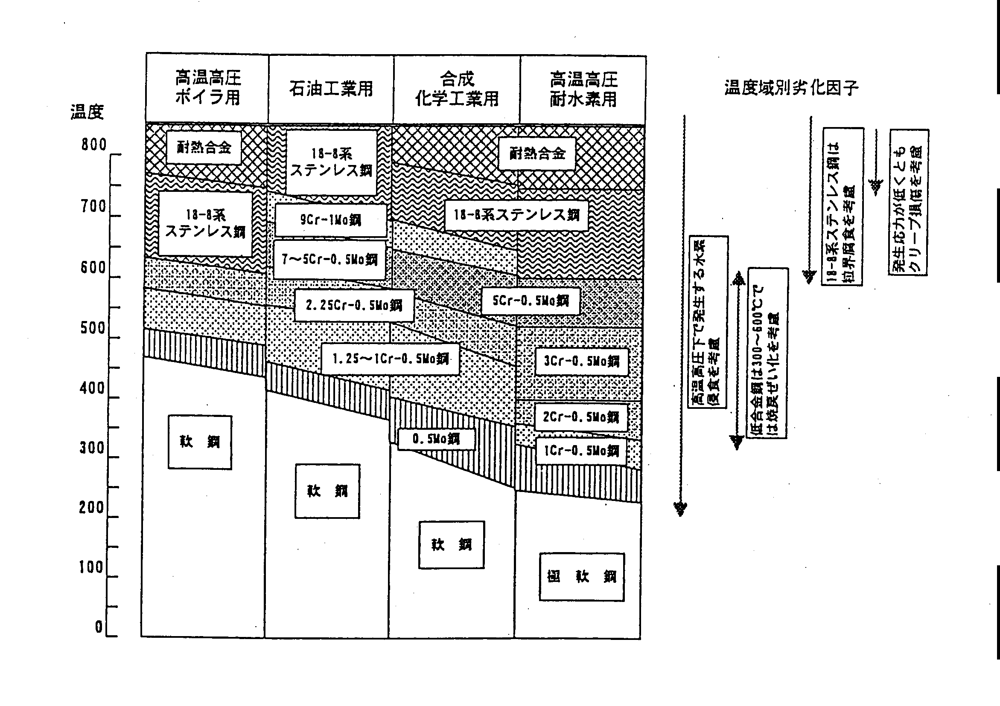 高温高圧
ボイラ用
石油工業用
合成
化学工業用
高温高圧
耐水素用
温度域別劣化因子
温度
800
700
600
500
400
300
200
100
0
耐熱合金
18-8系
ステンレス鋼
軟 鋼
18-8系
ステンレス鋼
9Cr-1Mo鋼
7～5Cr-0.5Mo鋼
2.25Cr-0.5Mo鋼
1.25～1Cr-0.5Mo鋼
軟 鋼
耐熱合金
18-8系ステンレス鋼
5Cr-0.5Mo鋼
0.5Mo鋼
軟 鋼
3Cr-0.5Mo鋼
2Cr-0.5Mo鋼
1Cr-0.5Mo鋼
極 軟 鋼
高温高圧下で発生する水素
侵食を考慮
低合金鋼は300～600℃で
は焼戻ぜい化を考慮
18-8系ステンレス鋼は
粒界腐食を考慮
発生応力が低くとも
クリープ損傷を考慮